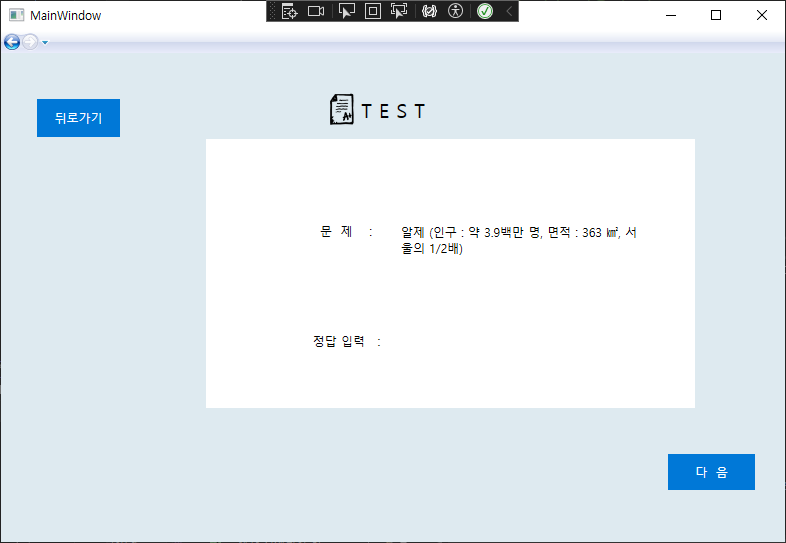 MainWindow
뒤로가기
A+
T E S T
문 제 :
알제 (인구 : 약 3.9백만 명, 면적 : 363 ㎢, 서
울의 1/2배)
정답 입력 :
다 음